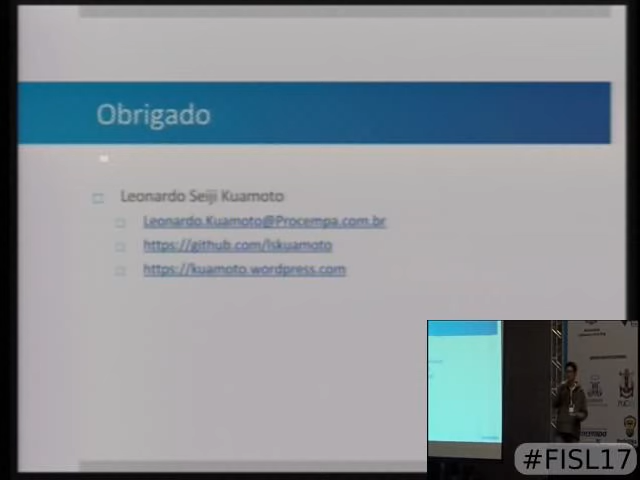 Obrigado
Leonardo Seiji Kuamoto
Leonardo.Kuamoto@Procempa.com.br
https://github.com/lskuamoto
https://kuamoto.wordpress.com
#FISL17